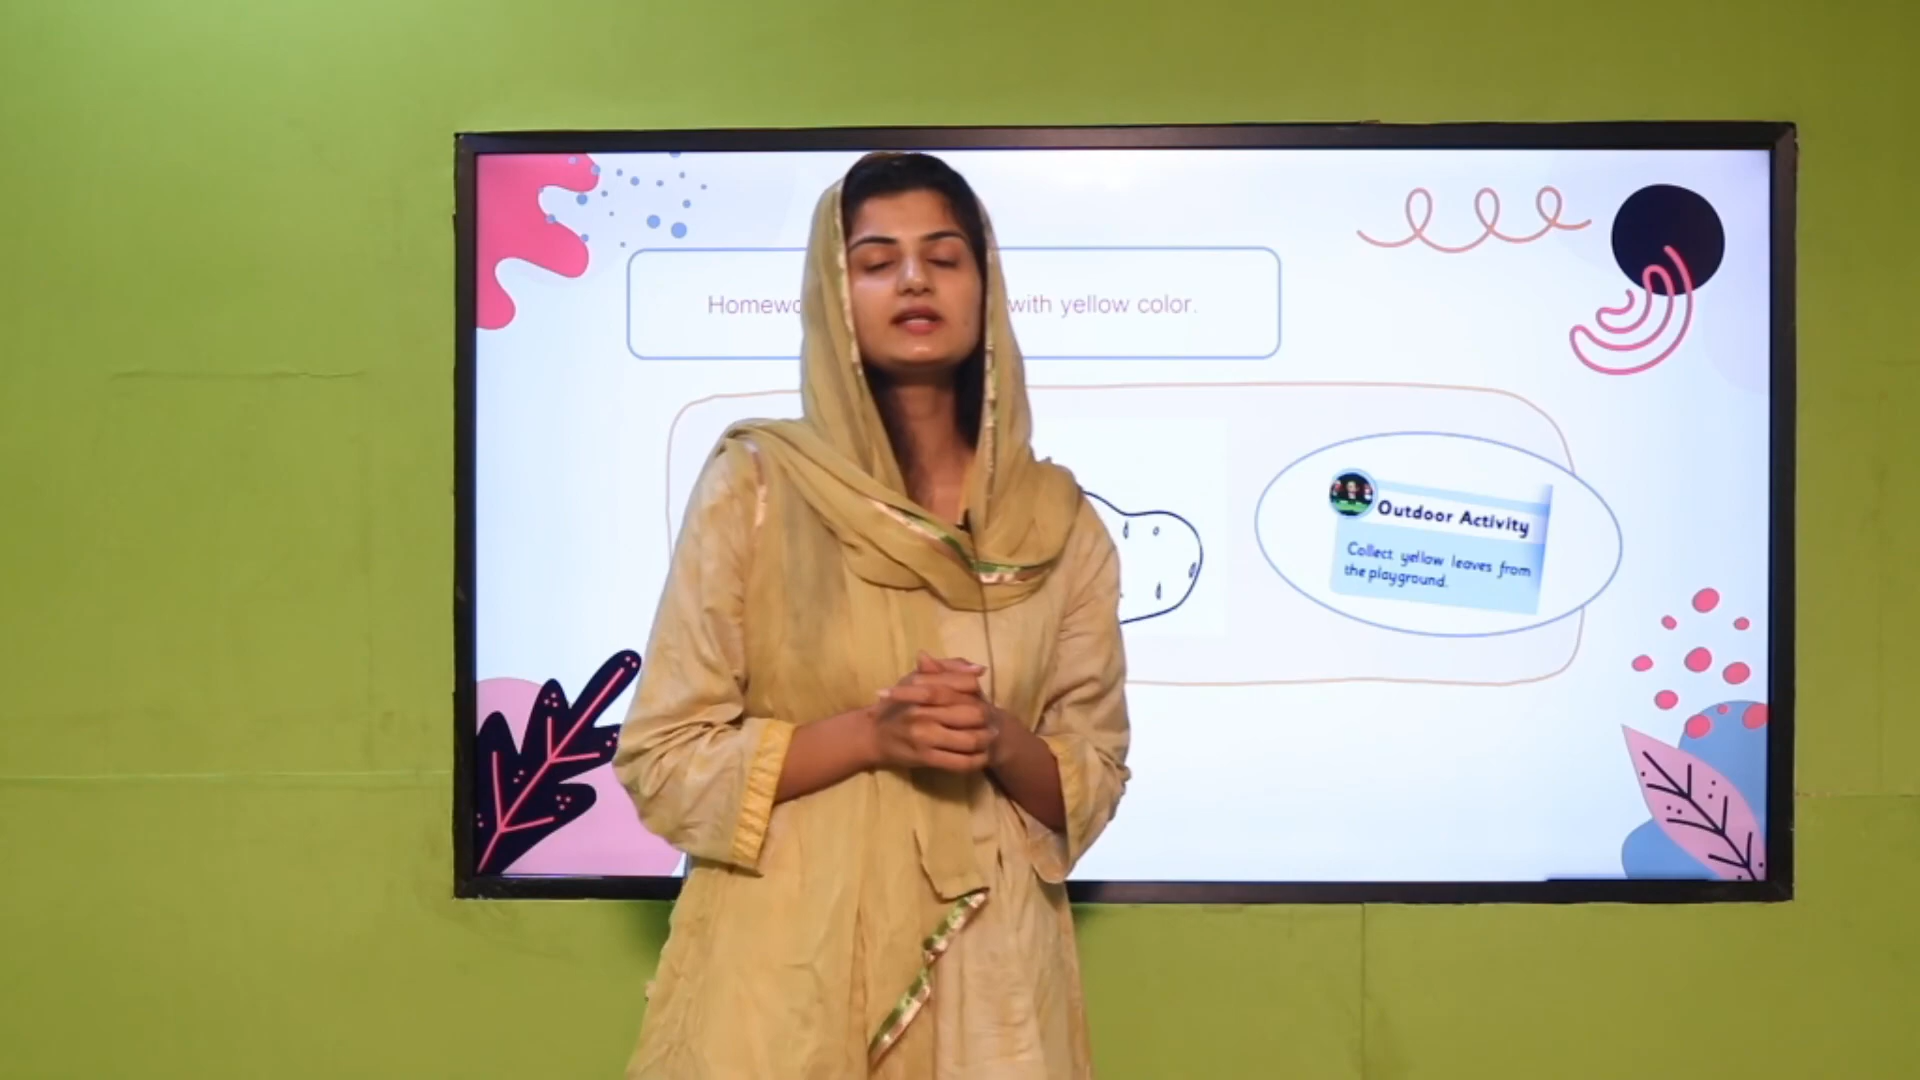 Homewo with yellow color.
Outdoor Activity
Collect yellow leaves from
the playground.